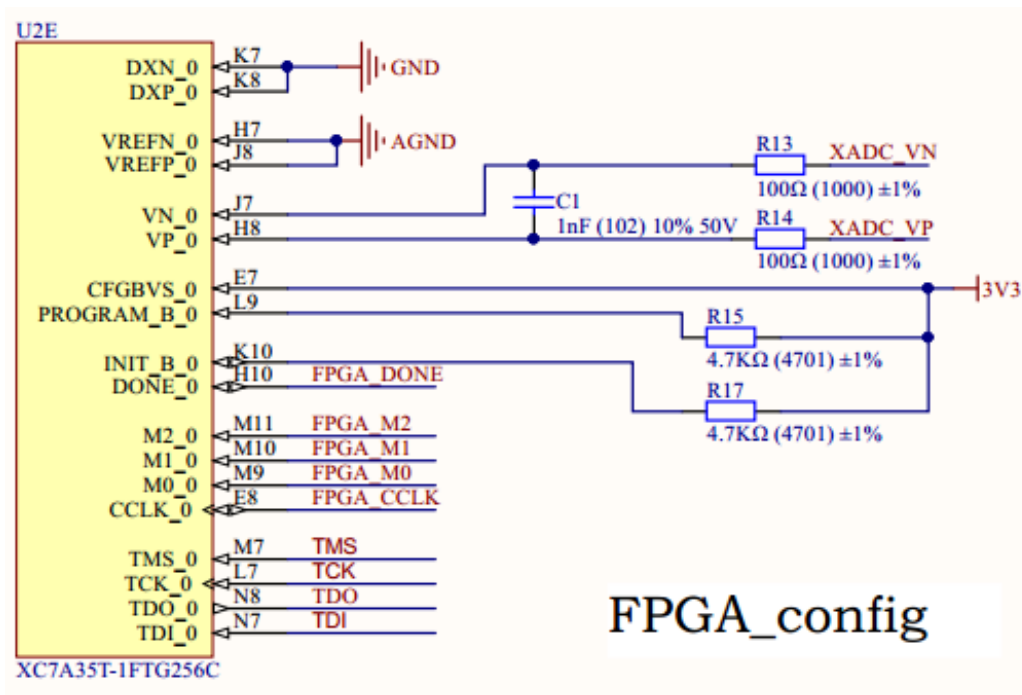 U2E
DXN_0 K7 GND
DXP_0 K8
VREFN_0 H7 AGND
VREFP_0 J8
R13 XADC_VN
100Ω (1000) ±1%
VN_0 J7
C1
1nF (102) 10% 50V
R14 XADC_VP
VP_0 H8
100Ω (1000) ±1%
CFGBVS_0 E7 3V3
PROGRAM_B_0 L9
R15
4.7KΩ (4701) ±1%
INIT_B_0 K10
DONE_0 H10 FPGA_DONE
R17
4.7KΩ (4701) ±1%
M2_0 M11 FPGA_M2
M1_0 M10 FPGA_M1
M0_0 M9 FPGA_M0
CCLK_0 E8 FPGA_CCLK
TMS_0 M7 TMS
TCK_0 L7 TCK
TDO_0 N8 TDO
TDI_0 N7 TDI
FPGA_config
XC7A35T-1FTG256C